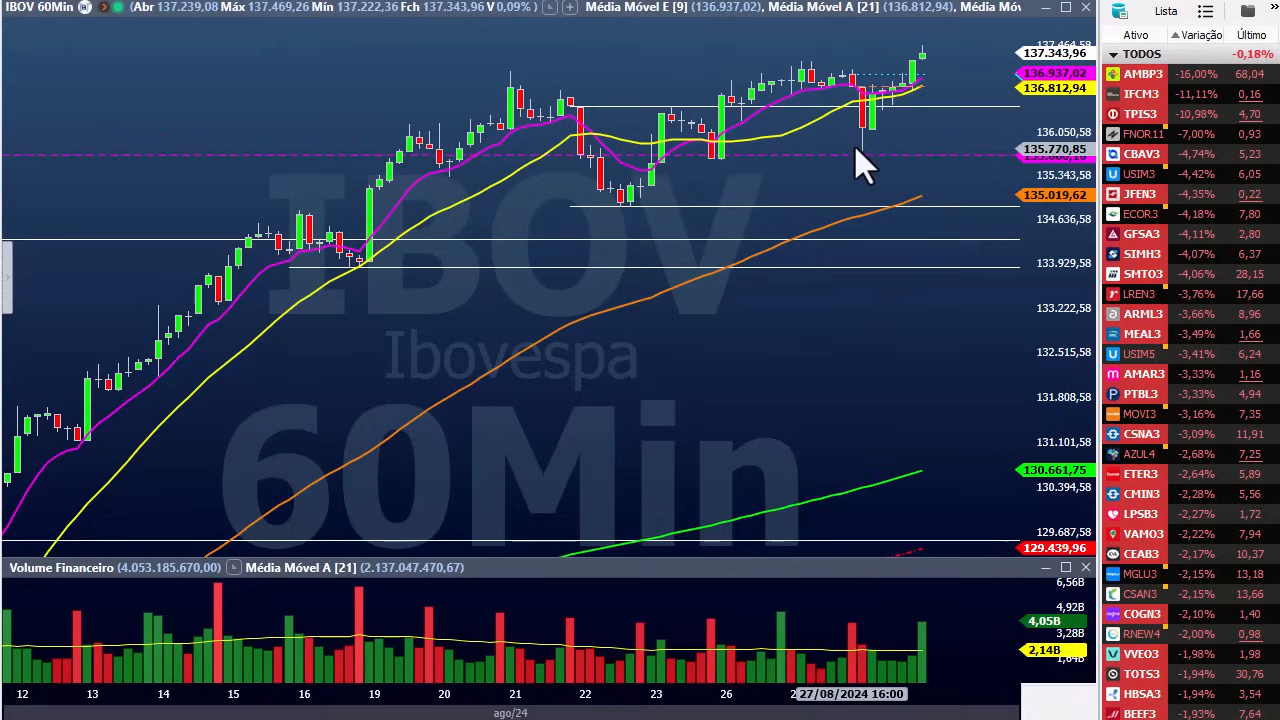 IBOV 60Min (Abr 137.239,08 Máx 137.469,26 Mín 137.222,36 Fch 137.343,96 V 0,09% ) Média Móvel E [9] (136.937,02), Média Móvel A [21] (136.812,94), Média Móv
137.464,58
137.343,96
136.937,02
136.812,94
136.050,58
135.770,85
135.343,58
135.019,62
134.636,58
133.929,58
133.222,58
132.515,58
131.808,58
131.101,58
130.661,75
130.394,58
129.687,58
129.439,96
IBOV
Ibovespa
60Min
Volume Financeiro (4.053.185.670,00) Média Móvel A [21] (2.137.047.470,67)
6,56B
4,92B
4,05B
3,28B
2,14B
1,64B
12 13 14 15 16 19 20 21 22 23 26 27/08/2024 16:00
ago/24
Lista
Ativo Variação Último
TODOS -0,18%
AMBP3 -16,00% 68,04
IFCM3 -11,11% 0,16
TPIS3 -10,98% 4,70
FNOR11 -7,00% 0,93
CBAV3 -4,74% 5,23
USIM3 -4,42% 6,05
JFEN3 -4,35% 0,22
ECOR3 -4,18% 7,80
GFSA3 -4,11% 2,80
SIMH3 -4,07% 6,37
SMTO3 -4,06% 28,15
LREN3 -3,76% 17,66
ARML3 -3,66% 8,96
MEAL3 -3,49% 1,66
USIM5 -3,41% 6,24
AMAR3 -3,33% 1,16
PTBL3 -3,33% 4,94
MOVI3 -3,16% 7,35
CSNA3 -3,09% 11,91
AZUL4 -2,68% 7,25
ETER3 -2,64% 5,89
CMIN3 -2,28% 5,56
LPSB3 -2,27% 1,72
VAMO3 -2,22% 7,94
CEAB3 -2,17% 10,37
MGLU3 -2,15% 13,18
CSAN3 -2,15% 13,66
COGN3 -2,10% 1,40
RNEW4 -2,00% 0,98
VVEO3 -1,98% 1,98
TOTS3 -1,94% 30,76
HBSA3 -1,94% 3,54
BEEF3 -1,93% 7,64